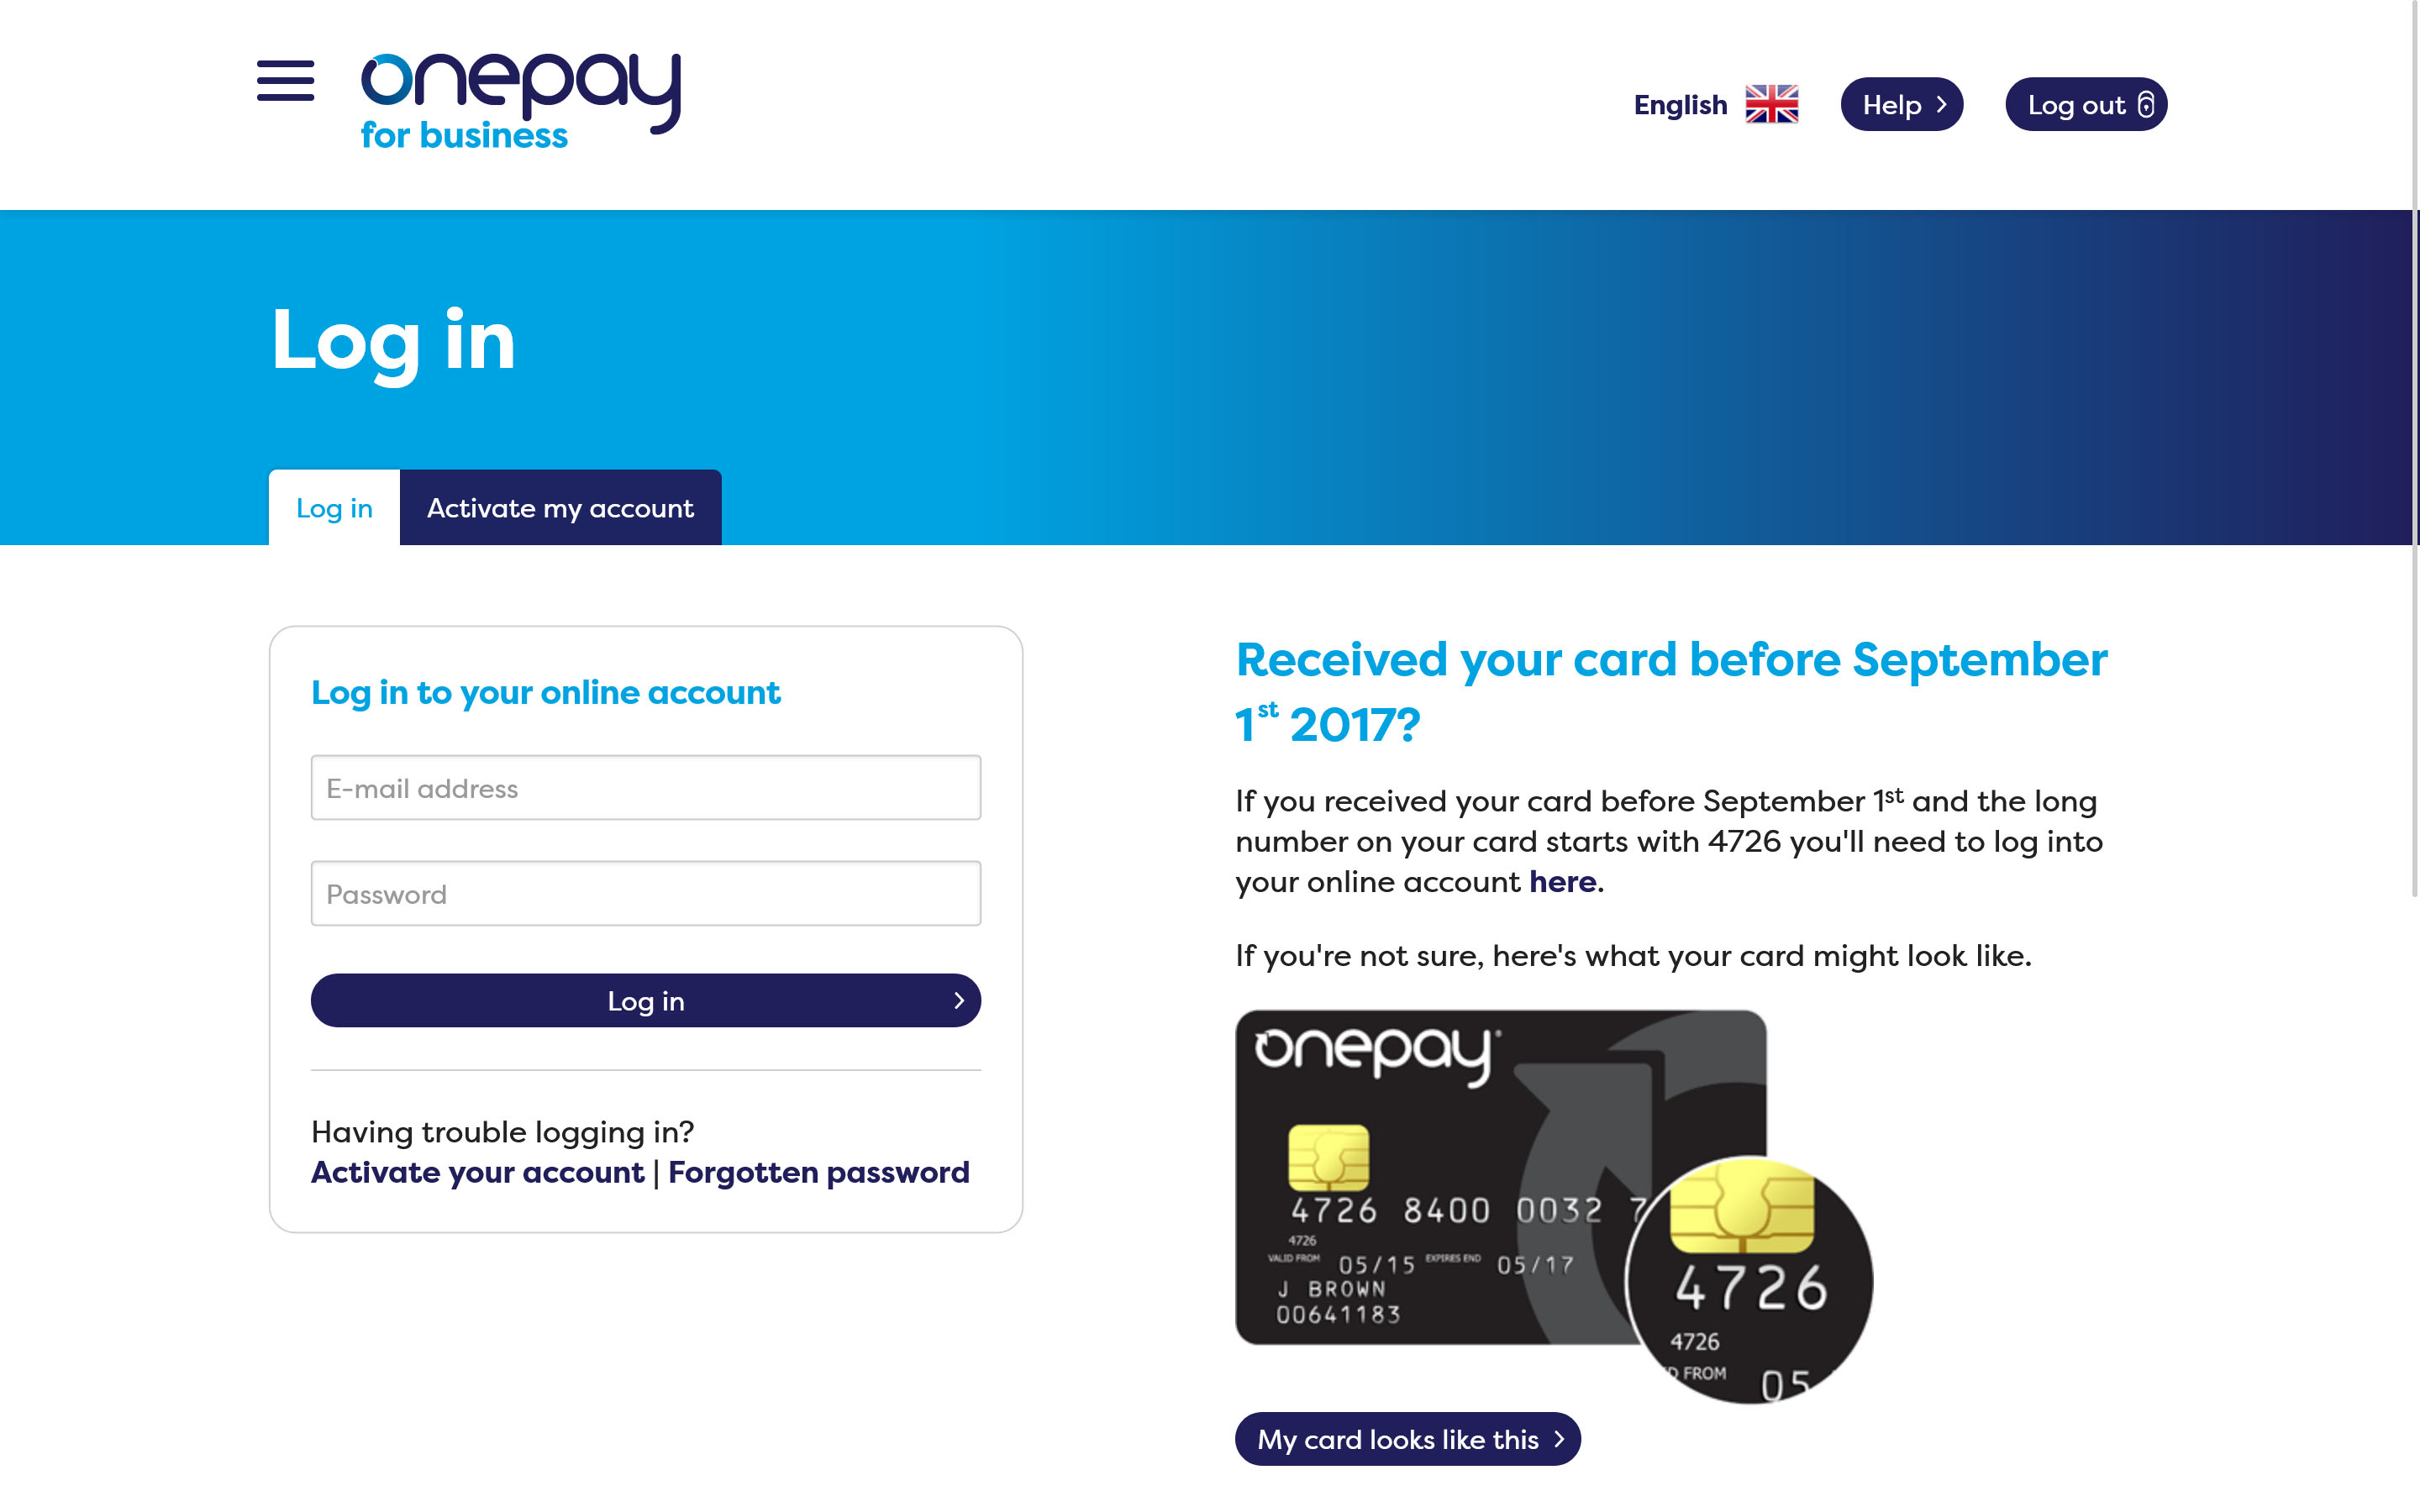 onepay
for business
English
Help
Log out
Log in
Log in
Activate my account
Log in to your online account
E-mail address
Password
Log in
Having trouble logging in?
Activate your account | Forgotten password
Received your card before September
1st 2017?
If you received your card before September 1st and the long
number on your card starts with 4726 you'll need to log into
your online account here.
If you're not sure, here's what your card might look like.
onepay
4726 8400 0032 7
4726
VALID FROM 05/15 EXPIRES END 05/17
J BROWN
00641183
4726
4726
D FROM 05
My card looks like this